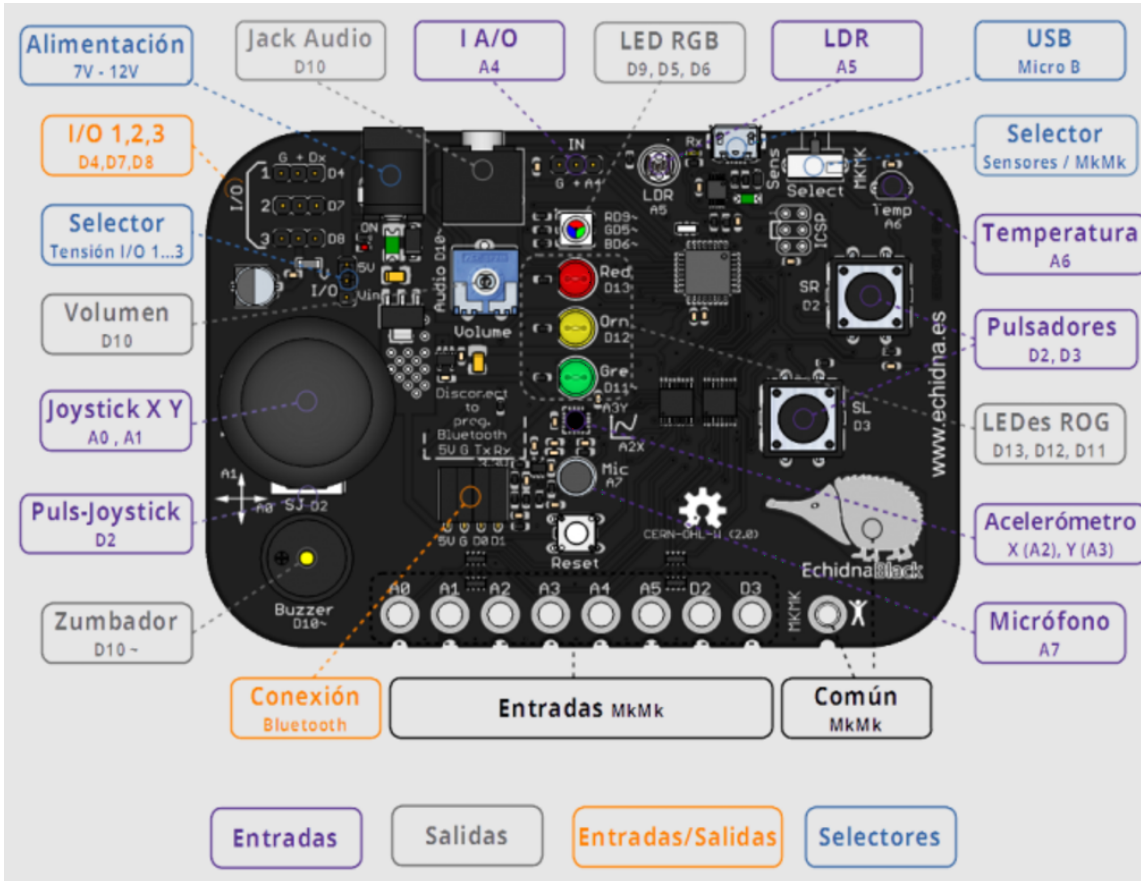 Alimentación
7V - 12V
Jack Audio
D10
I A/O
A4
LED RGB
D9, D5, D6
LDR
A5
USB
Micro B
I/O 1,2,3
D4,D7,D8
Selector
Sensores / MkMk
Selector
Tensión I/O 1...3
Temperatura
A6
Volumen
D10
Pulsadores
D2, D3
Joystick X Y
A0 , A1
LEDes ROG
D13, D12, D11
Puls-Joystick
D2
Acelerómetro
X (A2), Y (A3)
Zumbador
D10 ~
Micrófono
A7
Conexión
Bluetooth
Entradas MkMk
Común
MkMk
G + Dx
I/O
1 D4
2 D7
3 D8
ON
5V
I/O
Vin
Audio D10~
Volume
IN
G + A4
RD9~
GD5~
BD6~
Red
D13
Orn
D12
Gre
D11~
LDR
A5
Rx
Sens
Select
MKMK
ICSP
Temp
A6
SR
D2
SL
D3
www.echidna.es
Disconect
to
prog.
Bluetooth
5V G Tx Rx
A3Y
A2X
Mic
A7
5V G D0 D1
Reset
CERN-OHL-W (2.0)
EchidnaBlack
A1
A0
SJ D2
Buzzer
D10~
A0 A1 A2 A3 A4 A5 D2 D3
MKMK
Entradas
Salidas
Entradas/Salidas
Selectores